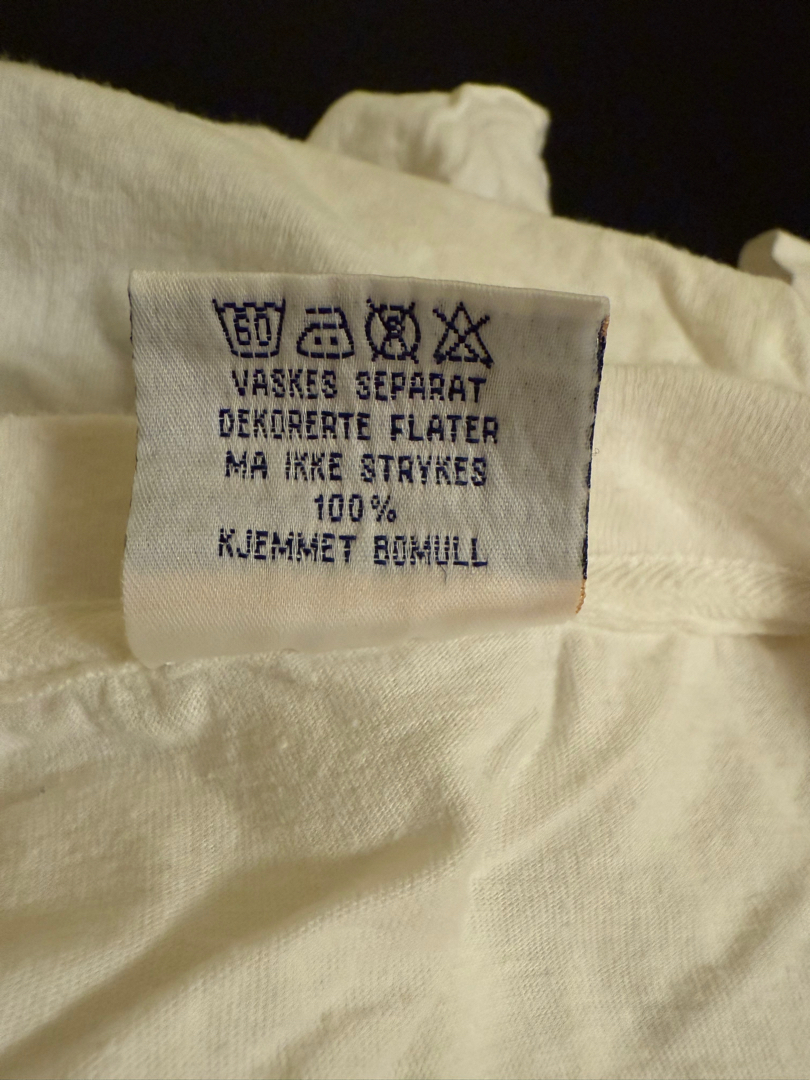 60
VASKES SEPARAT
DEKORERTE FLATER
MA IKKE STRYKES
100%
KJEMMET BOMULL